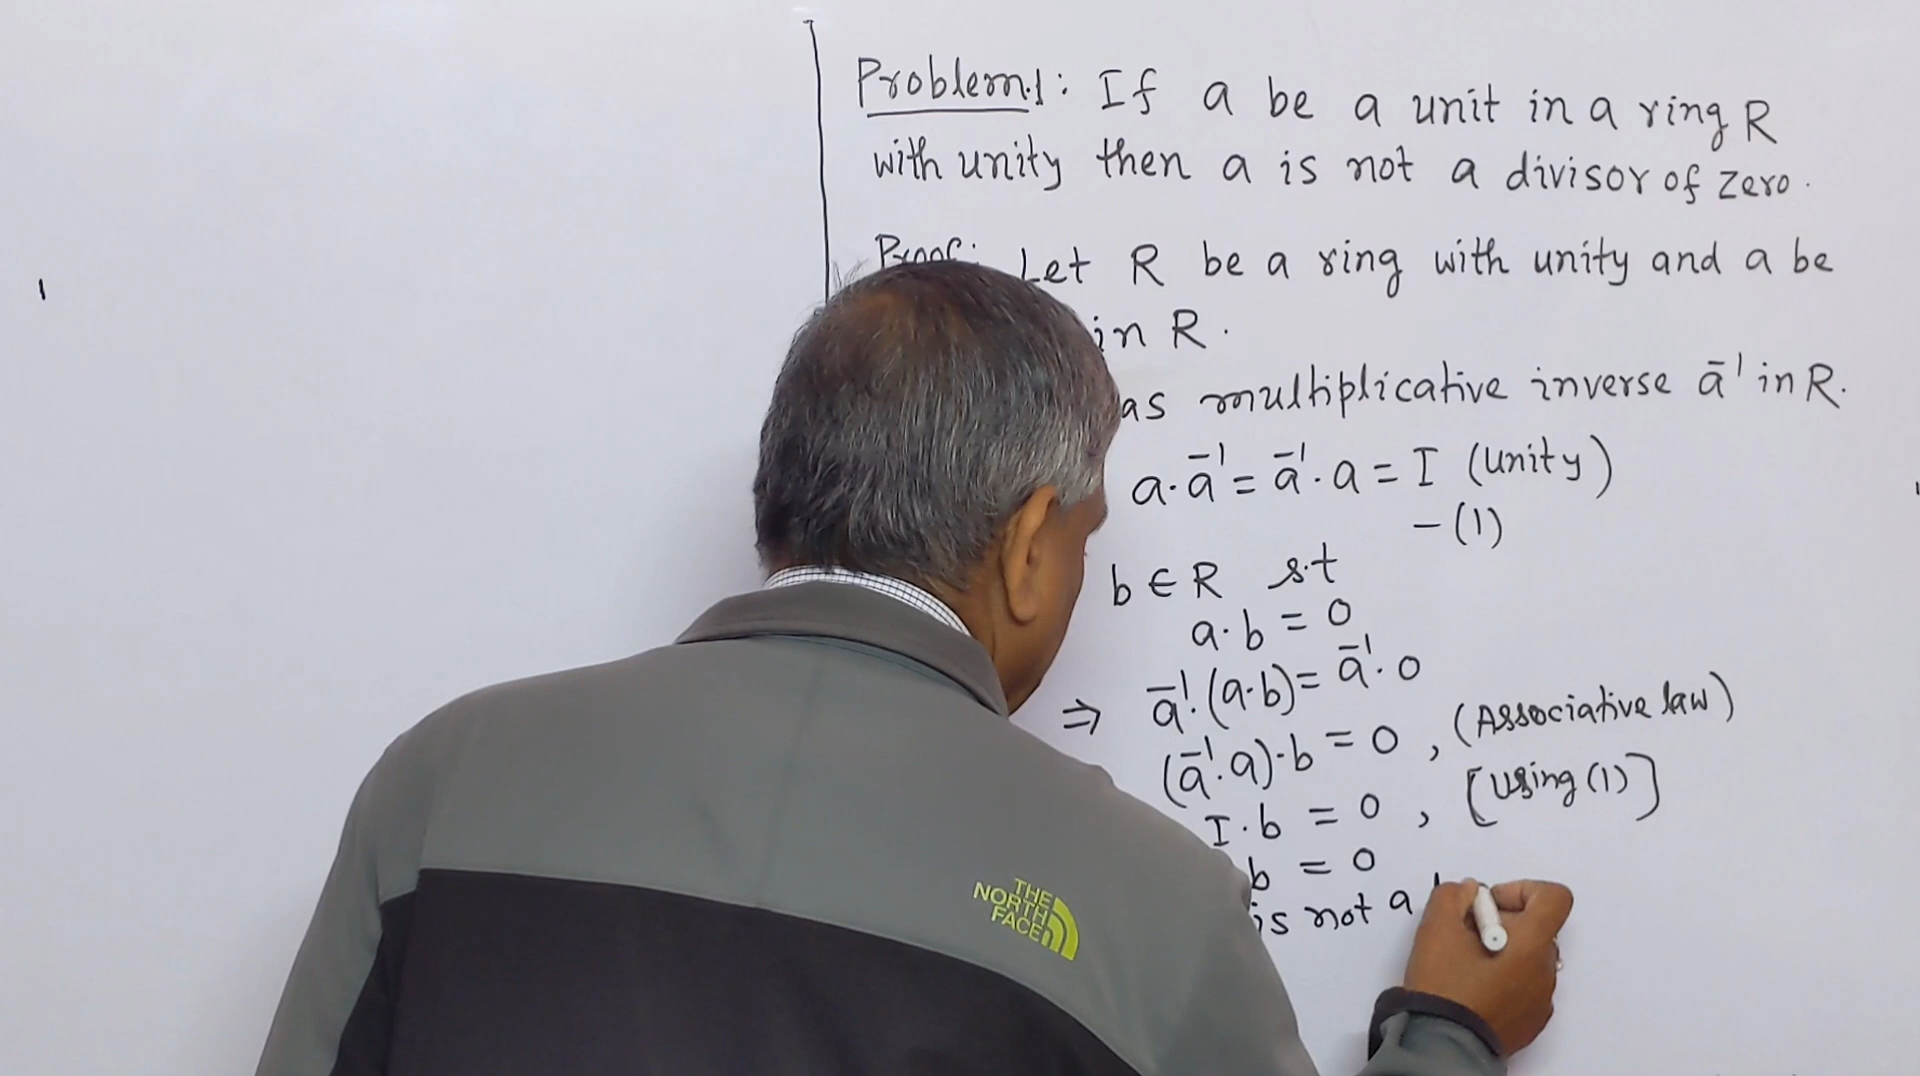 Problem.1: If a be a unit in a ring R
with unity then a is not a divisor of zero.
Proof: Let R be a ring with unity and a be
in R.
as multiplicative inverse a⁻¹ in R.
a·a⁻¹ = a⁻¹·a = I (unity)
– (1)
b ∈ R s.t
a·b = 0
⇒ a⁻¹·(a·b) = a⁻¹·0
(a⁻¹·a)·b = 0, (Associative law)
I·b = 0, [using (1)]
b = 0
is not a
THE
NORTH
FACE